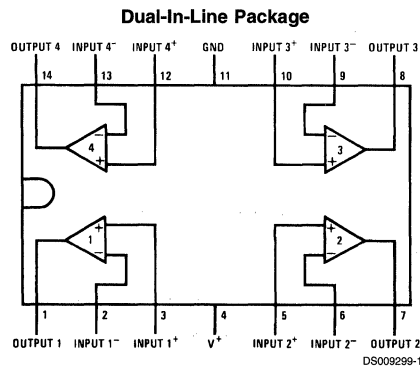 Dual-In-Line Package
OUTPUT 4 INPUT 4⁻ INPUT 4⁺ GND INPUT 3⁺ INPUT 3⁻ OUTPUT 3
14 13 12 11 10 9 8
4 − + 3 − +
1 + − 2 + −
1 2 3 4 5 6 7
OUTPUT 1 INPUT 1⁻ INPUT 1⁺ V⁺ INPUT 2⁺ INPUT 2⁻ OUTPUT 2
DS009299-1